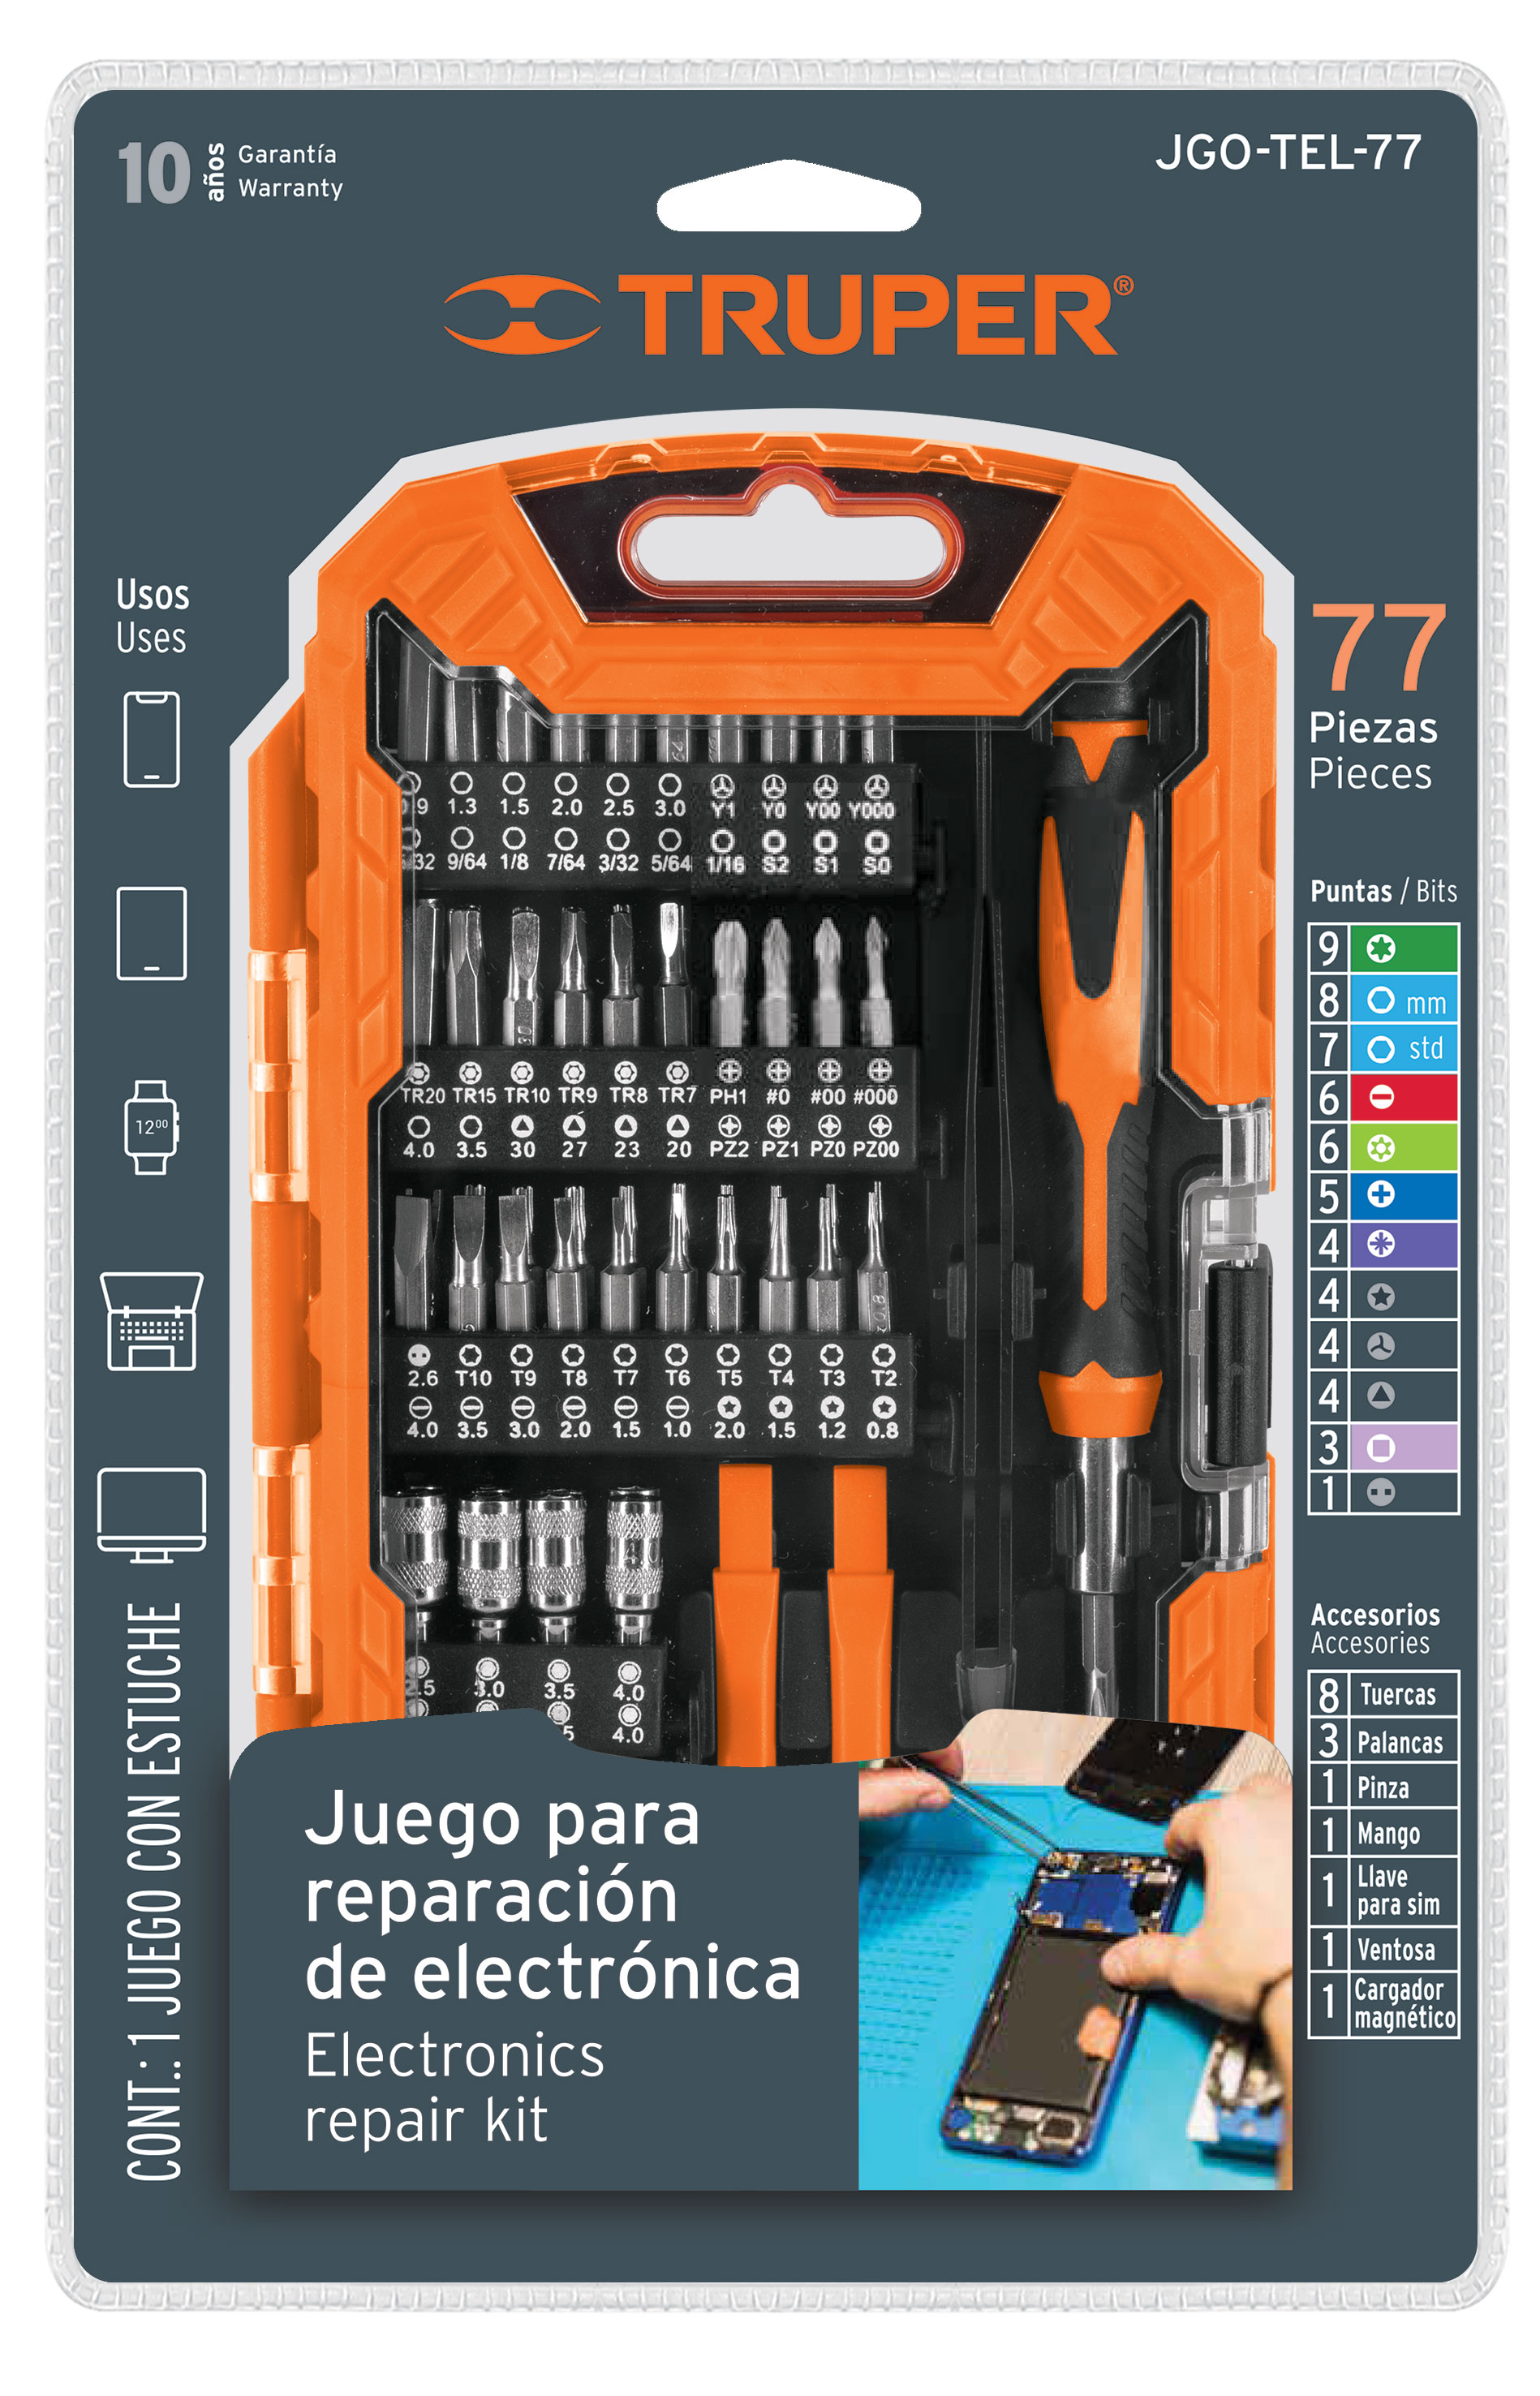 10 años Garantía
Warranty
JGO-TEL-77
TRUPER®
Usos
Uses
12⁰⁰
CONT.: 1 JUEGO CON ESTUCHE
1.3 1.5 2.0 2.5 3.0 Y1 Y0 Y00 Y000
9/64 1/8 7/64 3/32 5/64 1/16 S2 S1 S0
TR20 TR15 TR10 TR9 TR8 TR7 PH1 #0 #00 #000
4.0 3.5 30 27 23 20 PZ2 PZ1 PZ0 PZ00
2.6 T10 T9 T8 T7 T6 T5 T4 T3 T2
4.0 3.5 3.0 2.0 1.5 1.0 2.0 1.5 1.2 0.8
2.5 3.0 3.5 4.0
4.0
77
Piezas
Pieces
Puntas / Bits
9
8 mm
7 std
6
6
5
4
4
4
4
3
1
Accesorios
Accesories
8 Tuercas
3 Palancas
1 Pinza
1 Mango
1 Llave
para sim
1 Ventosa
1 Cargador
magnético
Juego para
reparación
de electrónica
Electronics
repair kit